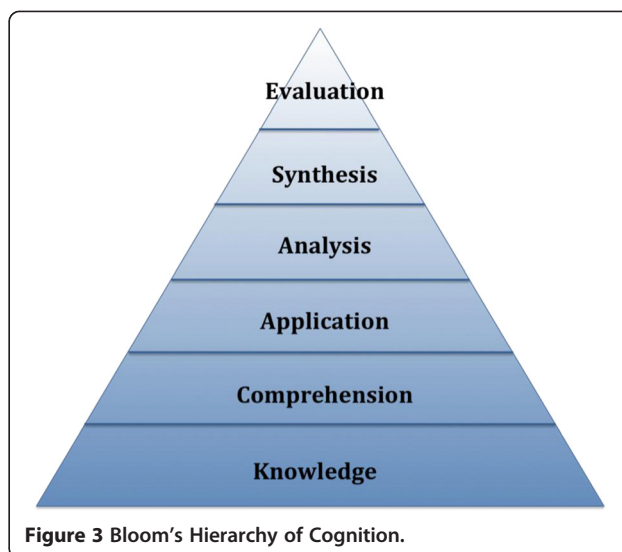 Evaluation
Synthesis
Analysis
Application
Comprehension
Knowledge
Figure 3 Bloom's Hierarchy of Cognition.